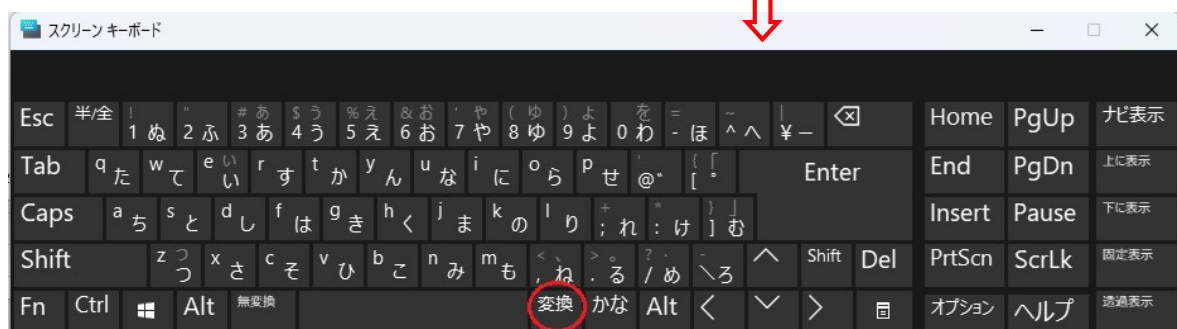 スクリーン キーボード
Esc 半/全 ! 1 ぬ " 2 ふ # あ 3 あ $ う 4 う % え 5 え & お 6 お ' や 7 や ( ゆ 8 ゆ ) よ 9 よ を 0 わ = - ほ ~ ^ へ | ¥ ー Home PgUp ナビ表示
Tab q た w て e い い r す t か y ん u な i に o ら p せ ` @ ゛ { 「 [ ゜ Enter End PgDn 上に表示
Caps a ち s と d し f は g き h く j ま k の l り + ; れ * : け } 」 ] む Insert Pause 下に表示
Shift z っ つ x さ c そ v ひ b こ n み m も < 、 , ね > 。 . る ? ・ / め _ \ ろ Shift Del PrtScn ScrLk 固定表示
Fn Ctrl Alt 無変換 変換 かな Alt オプション ヘルプ 透過表示